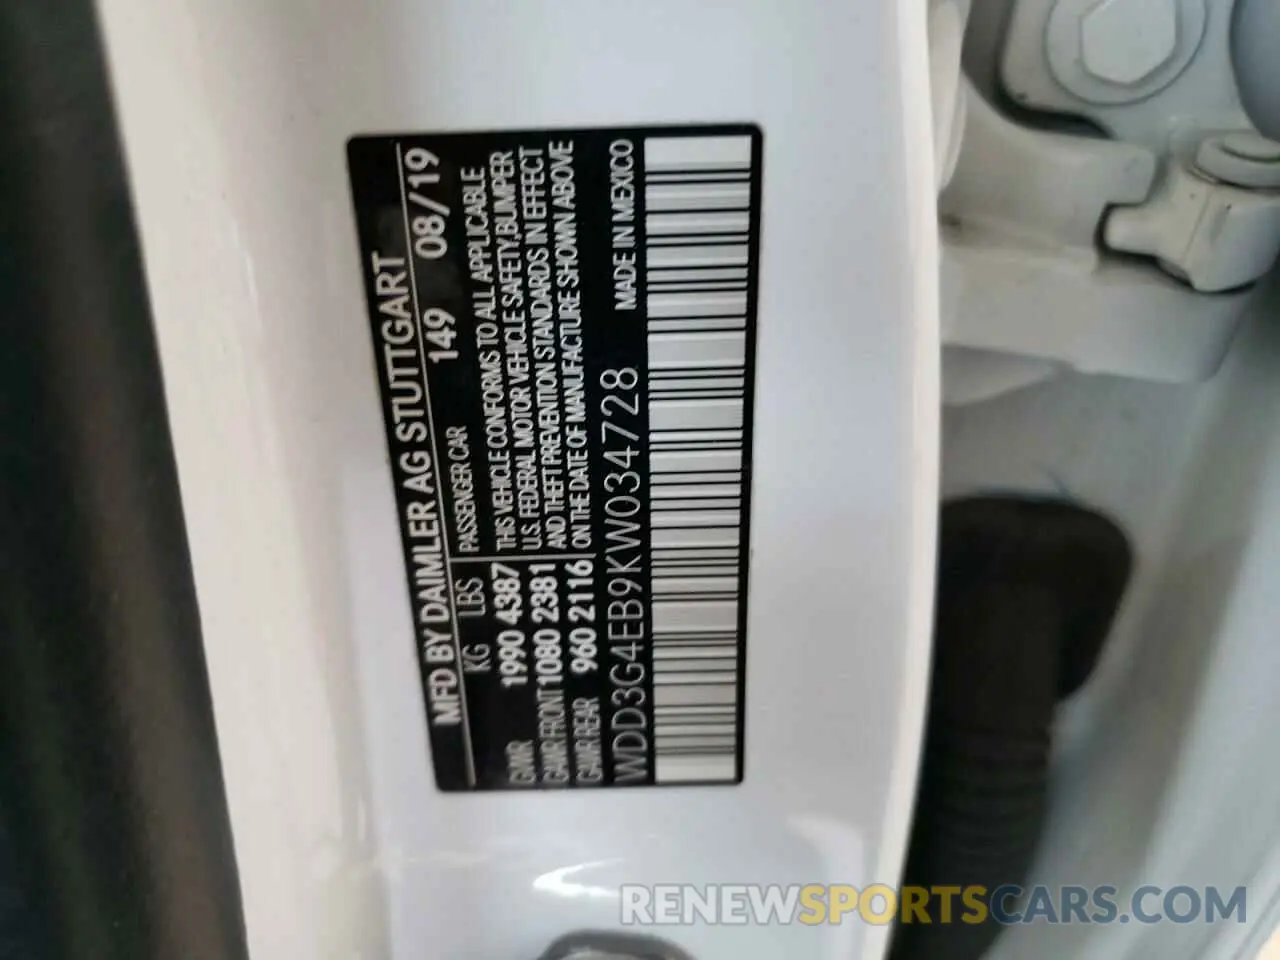 MFD BY DAIMLER AG STUTTGART
KG LBS PASSENGER CAR 149 08/19
GVWR 1990 4387 THIS VEHICLE CONFORMS TO ALL APPLICABLE
U.S. FEDERAL MOTOR VEHICLE SAFETY, BUMPER
GAWR FRONT 1080 2381 AND THEFT PREVENTION STANDARDS IN EFFECT
GAWR REAR 960 2116 ON THE DATE OF MANUFACTURE SHOWN ABOVE
WDD3G4EB9KW034728 MADE IN MEXICO
RENEWSPORTSCARS.COM